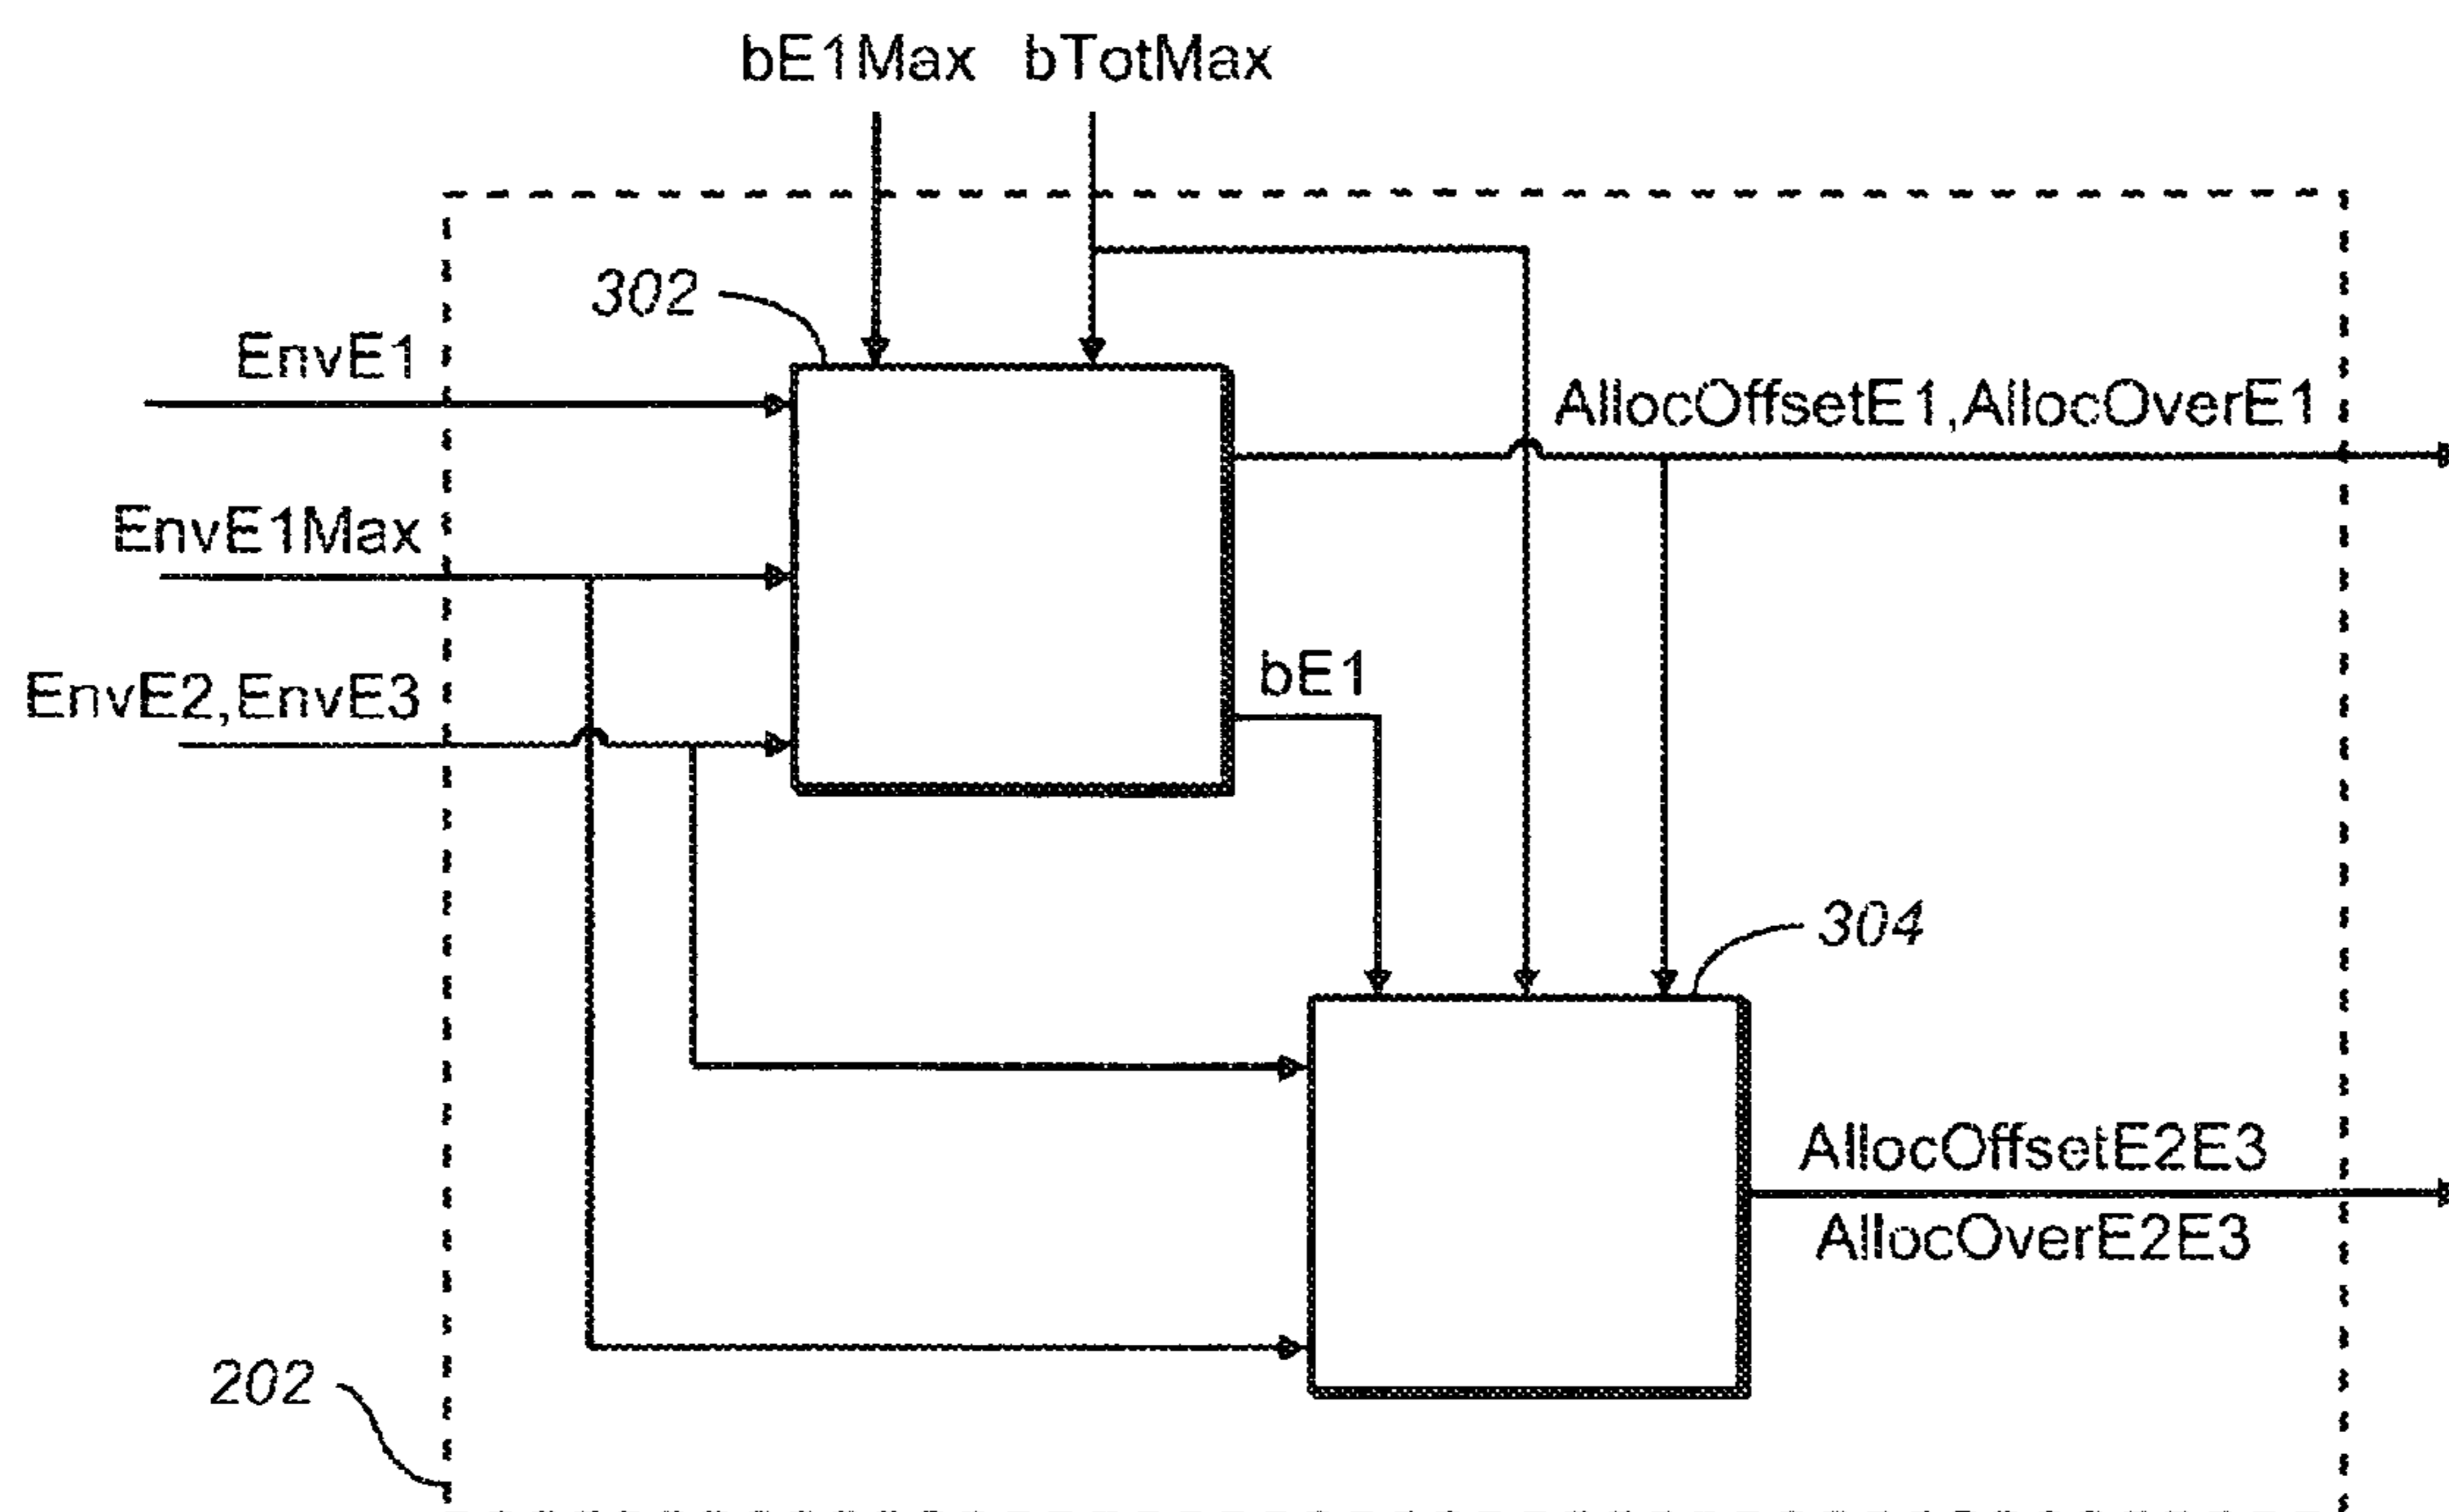 bE1Max bTotMax
302
EnvE1
AllocOffsetE1,AllocOverE1
EnvE1Max
EnvE2,EnvE3
bE1
304
AllocOffsetE2E3
AllocOverE2E3
202